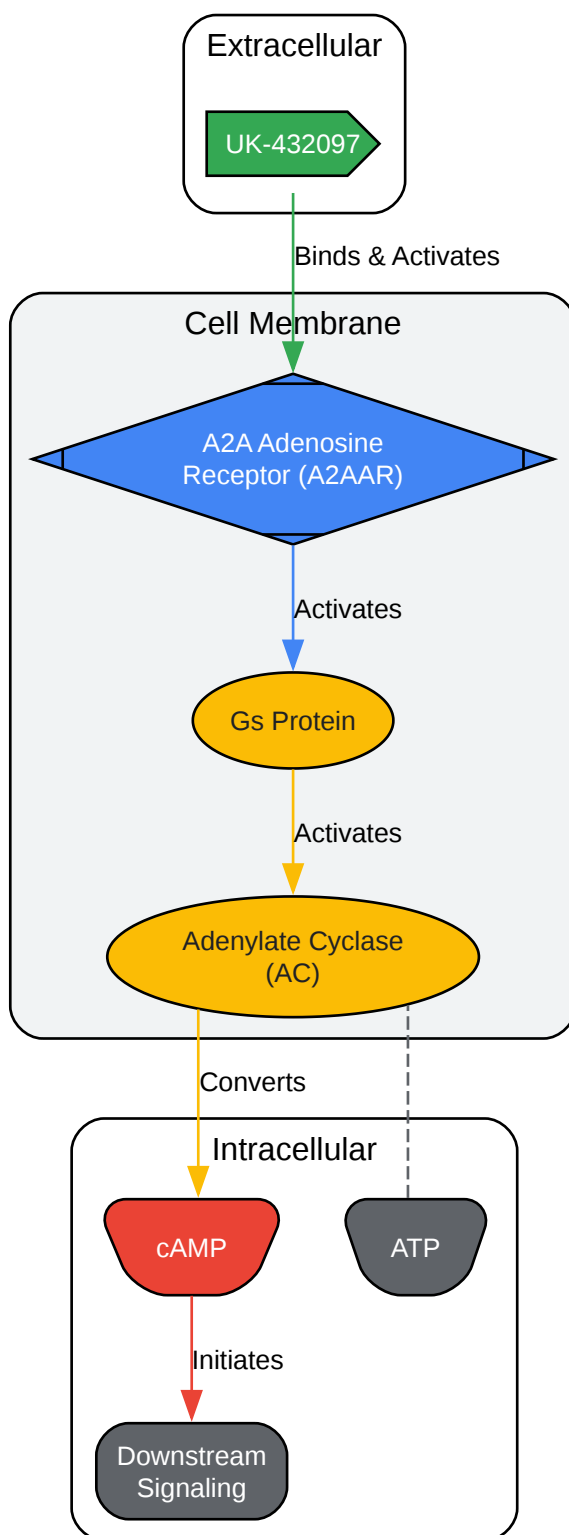 Extracellular
UK-432097
Binds & Activates
Cell Membrane
A2A Adenosine
Receptor (A2AAR)
Activates
Gs Protein
Activates
Adenylate Cyclase
(AC)
Converts
Intracellular
cAMP
ATP
Initiates
Downstream
Signaling